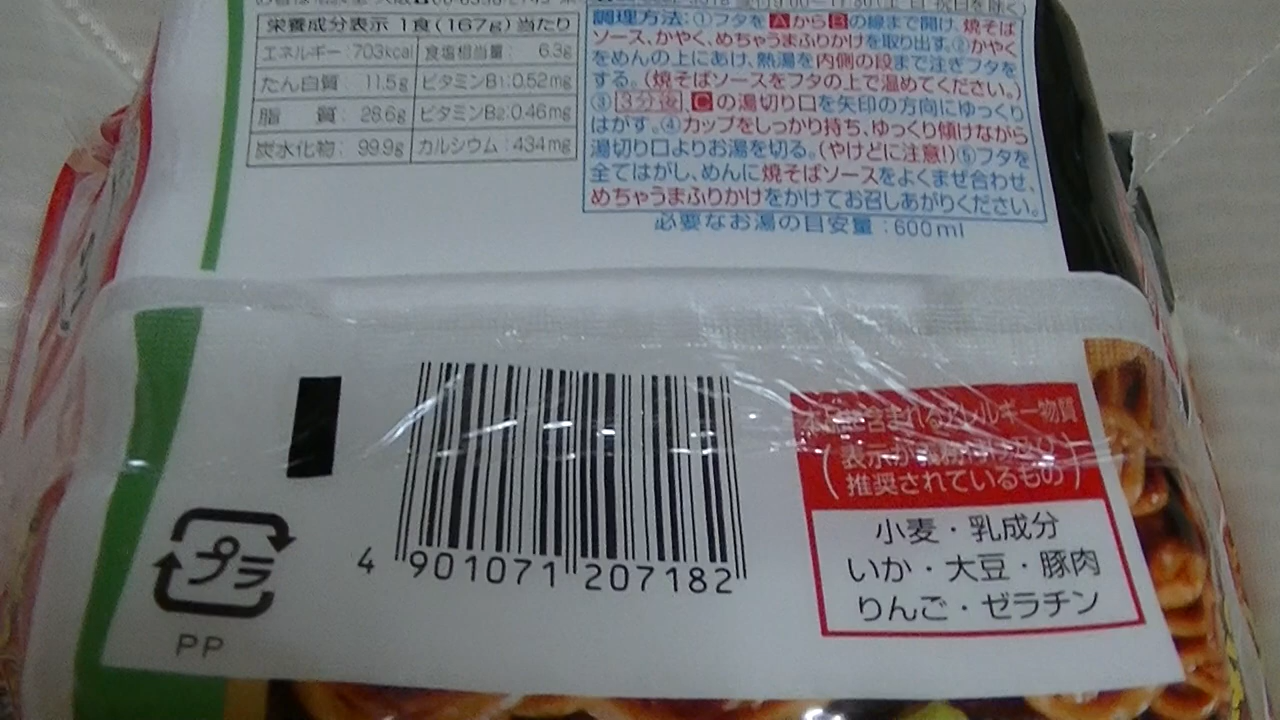 栄養成分表示 1食(167g)当たり
エネルギー:703kcal 食塩相当量: 6.3g
たん白質 11.5g ビタミンB1:0.52mg
脂 質: 28.6g ビタミンB2:0.46mg
炭水化物: 99.9g カルシウム:434mg
調理方法:①フタをAからBの線まで開け、焼そば
ソース、かやく、めちゃうまふりかけを取り出す。②かやく
をめんの上にあけ、熱湯を内側の段まで注ぎフタを
する。(焼そばソースをフタの上で温めてください。)
③3分後、Cの湯切り口を矢印の方向にゆっくり
はがす。④カップをしっかり持ち、ゆっくり傾けながら
湯切り口よりお湯を切る。(やけどに注意!)⑤フタを
全てはがし、めんに焼そばソースをよくまぜ合わせ、
めちゃうまふりかけをかけてお召しあがりください。
必要なお湯の目安量:600ml
含まれるアレルギー物質
(表示が
推奨されているもの)
小麦・乳成分
いか・大豆・豚肉
りんご・ゼラチン
4 901071 207182
プラ
PP